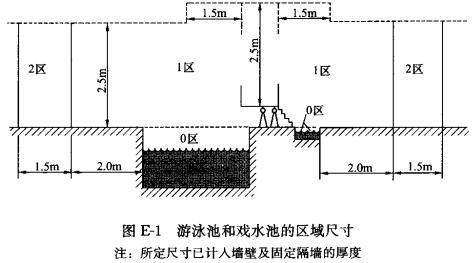 1.5m
1.5m
2.5m
2区
2.5m
1区
1区
2区
0区
0区
1.5m
2.0m
2.0m
1.5m
图 E-1 游泳池和戏水池的区域尺寸
注：所定尺寸已计人墙壁及固定隔墙的厚度